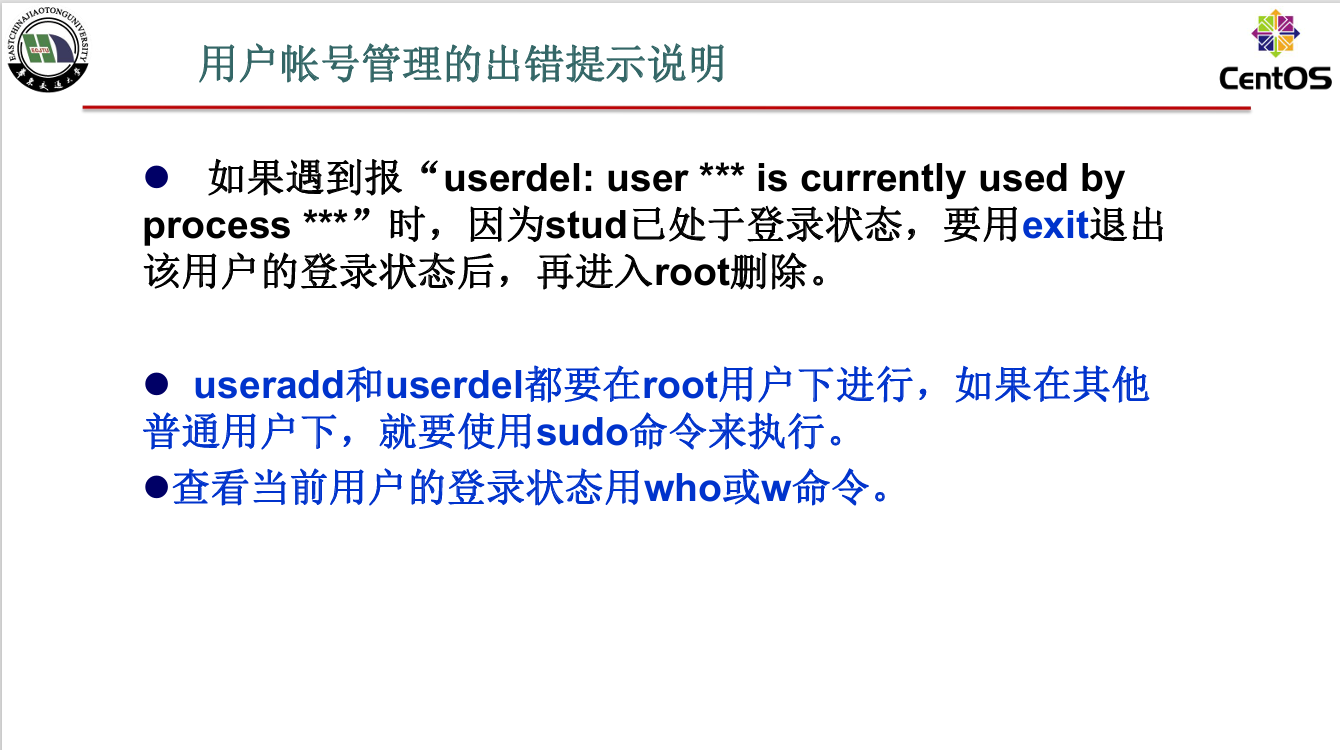 EASTCHINAJIAOTONGUNIVERSITY
ECJTU
華東交通大學
用户帐号管理的出错提示说明
CentOS
● 如果遇到报“userdel: user *** is currently used by
process ***”时，因为stud已处于登录状态，要用exit退出
该用户的登录状态后，再进入root删除。
● useradd和userdel都要在root用户下进行，如果在其他
普通用户下，就要使用sudo命令来执行。
●查看当前用户的登录状态用who或w命令。